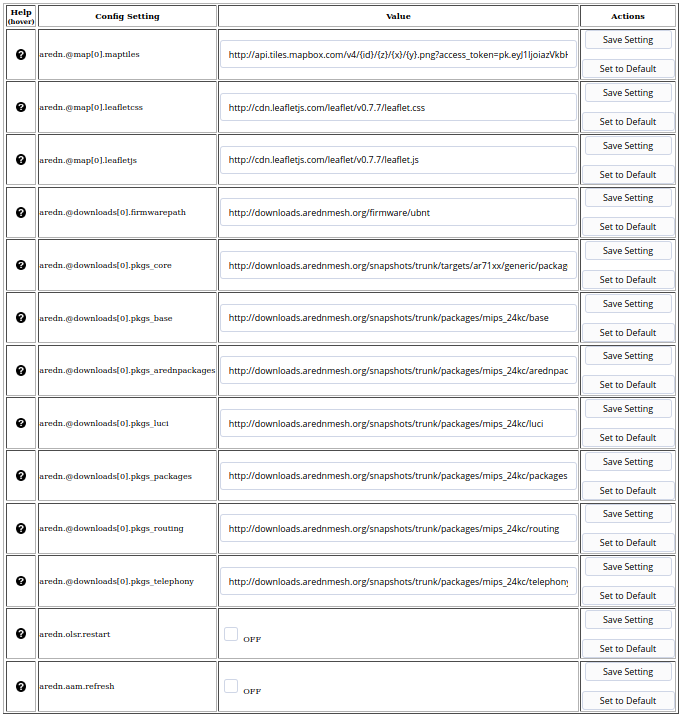 Help
(hover)
Config Setting
Value
Actions
aredn.@map[0].maptiles
http://api.tiles.mapbox.com/v4/{id}/{z}/{x}/{y}.png?access_token=pk.eyJ1Ijoiazvkbk
Save Setting
Set to Default
aredn.@map[0].leafletcss
http://cdn.leafletjs.com/leaflet/v0.7.7/leaflet.css
Save Setting
Set to Default
aredn.@map[0].leafletjs
http://cdn.leafletjs.com/leaflet/v0.7.7/leaflet.js
Save Setting
Set to Default
aredn.@downloads[0].firmwarepath
http://downloads.arednmesh.org/firmware/ubnt
Save Setting
Set to Default
aredn.@downloads[0].pkgs_core
http://downloads.arednmesh.org/snapshots/trunk/targets/ar71xx/generic/packag
Save Setting
Set to Default
aredn.@downloads[0].pkgs_base
http://downloads.arednmesh.org/snapshots/trunk/packages/mips_24kc/base
Save Setting
Set to Default
aredn.@downloads[0].pkgs_arednpackages
http://downloads.arednmesh.org/snapshots/trunk/packages/mips_24kc/arednpac
Save Setting
Set to Default
aredn.@downloads[0].pkgs_luci
http://downloads.arednmesh.org/snapshots/trunk/packages/mips_24kc/luci
Save Setting
Set to Default
aredn.@downloads[0].pkgs_packages
http://downloads.arednmesh.org/snapshots/trunk/packages/mips_24kc/packages
Save Setting
Set to Default
aredn.@downloads[0].pkgs_routing
http://downloads.arednmesh.org/snapshots/trunk/packages/mips_24kc/routing
Save Setting
Set to Default
aredn.@downloads[0].pkgs_telephony
http://downloads.arednmesh.org/snapshots/trunk/packages/mips_24kc/telephony
Save Setting
Set to Default
aredn.olsr.restart
OFF
Save Setting
Set to Default
aredn.aam.refresh
OFF
Save Setting
Set to Default